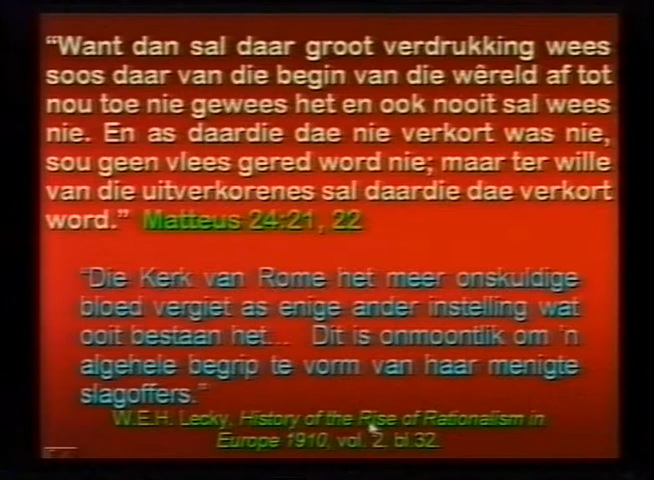 “Want dan sal daar groot verdrukking wees
soos daar van die begin van die wêreld af tot
nou toe nie gewees het en ook nooit sal wees
nie. En as daardie dae nie verkort was nie,
sou geen vlees gered word nie; maar ter wille
van die uitverkorenes sal daardie dae verkort
word.” Matteus 24:21, 22
“Die Kerk van Rome het meer onskuldige
bloed vergiet as enige ander instelling wat
ooit bestaan het... Dit is onmoontlik om 'n
algehele begrip te vorm van haar menigte
slagoffers.”
W.E.H. Lecky, History of the Rise of Rationalism in
Europe 1910, vol. 2, bl.32.